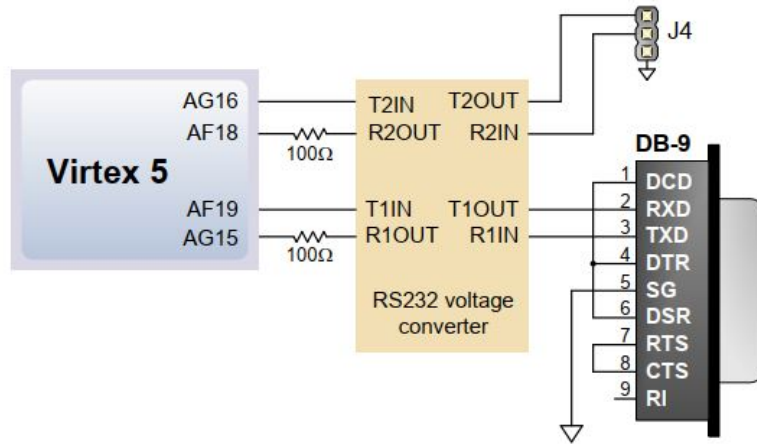 J4
AG16
T2IN
T2OUT
AF18
R2OUT
R2IN
100Ω
Virtex 5
AF19
T1IN
T1OUT
AG15
R1OUT
R1IN
100Ω
RS232 voltage
converter
DB-9
1 DCD
2 RXD
3 TXD
4 DTR
5 SG
6 DSR
7 RTS
8 CTS
9 RI